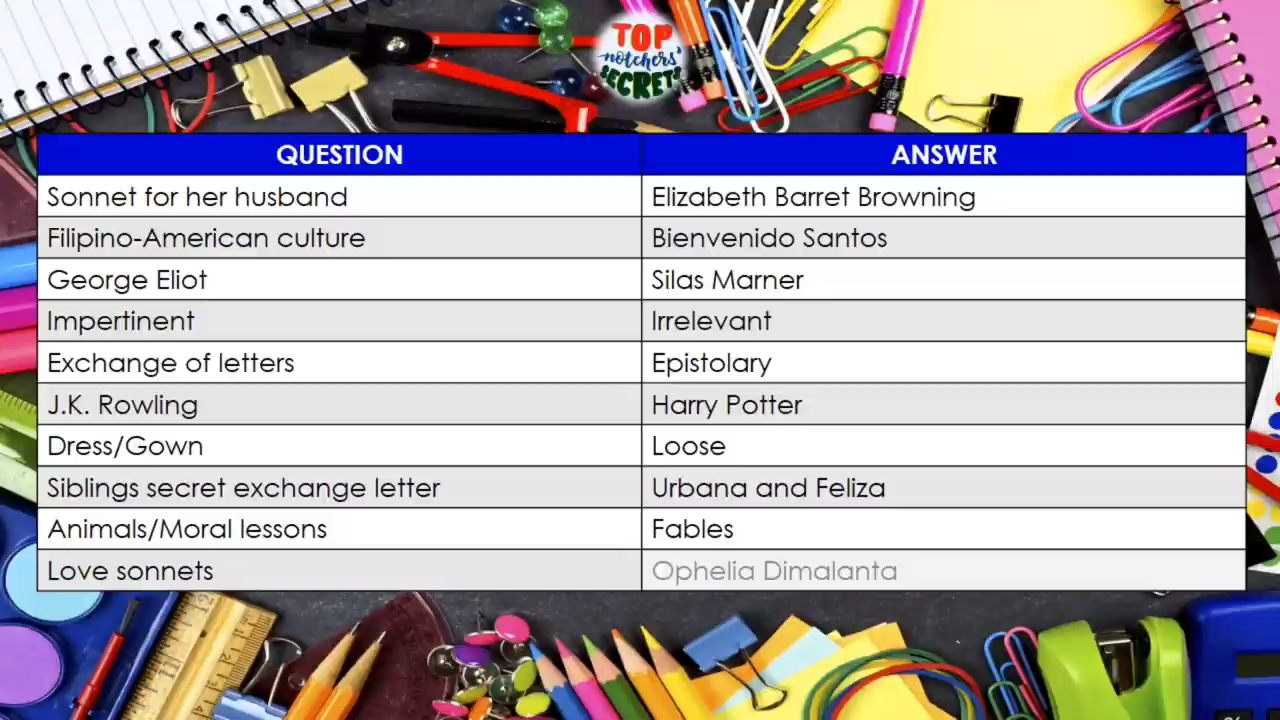 TOP
notchers'
SECRETS
QUESTION ANSWER
Sonnet for her husband Elizabeth Barret Browning
Filipino-American culture Bienvenido Santos
George Eliot Silas Marner
Impertinent Irrelevant
Exchange of letters Epistolary
J.K. Rowling Harry Potter
Dress/Gown Loose
Siblings secret exchange letter Urbana and Feliza
Animals/Moral lessons Fables
Love sonnets Ophelia Dimalanta